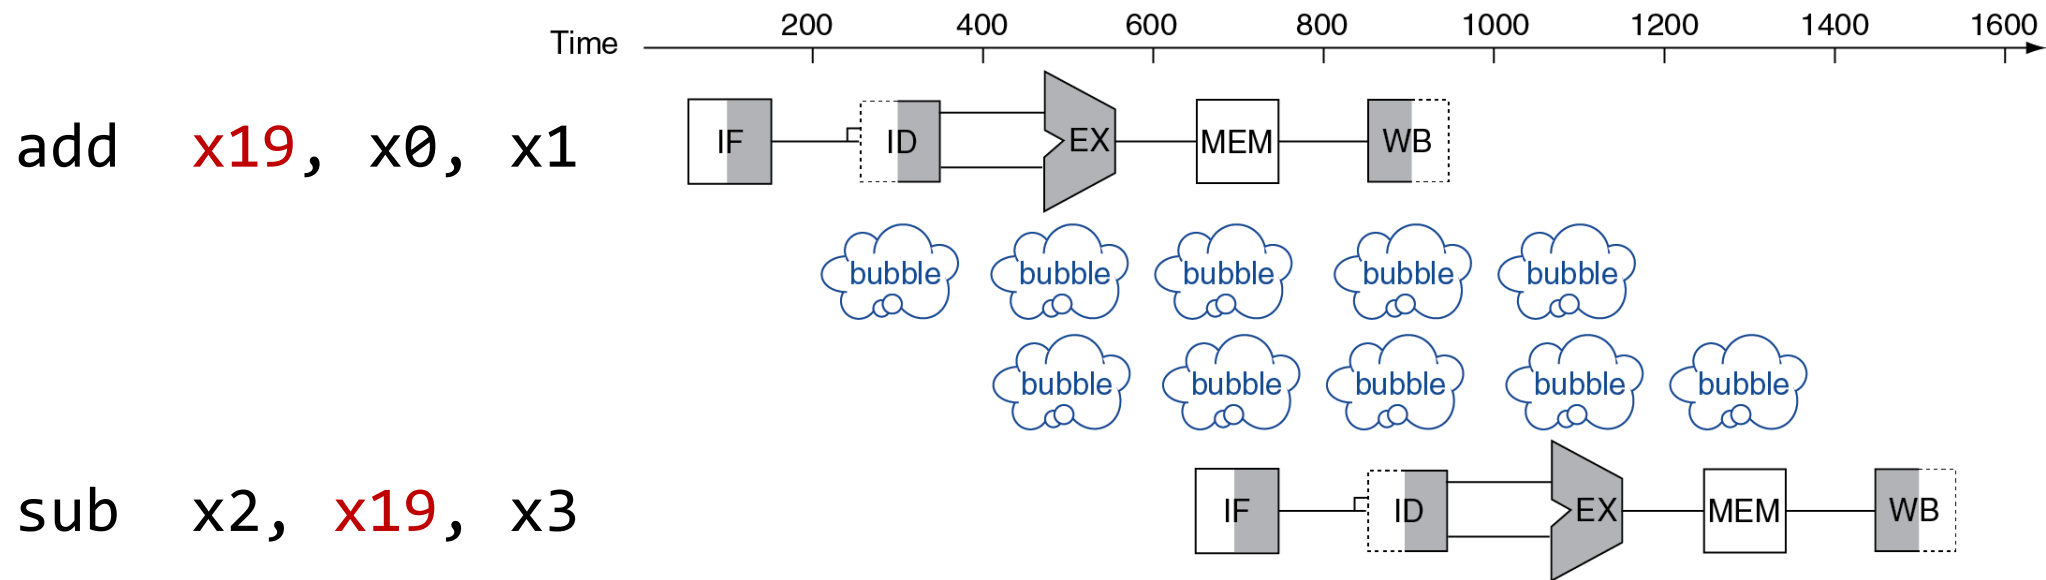 200 400 600 800 1000 1200 1400 1600
Time
add x19, x0, x1
IF ID EX MEM WB
bubble bubble bubble bubble bubble
bubble bubble bubble bubble bubble
sub x2, x19, x3
IF ID EX MEM WB